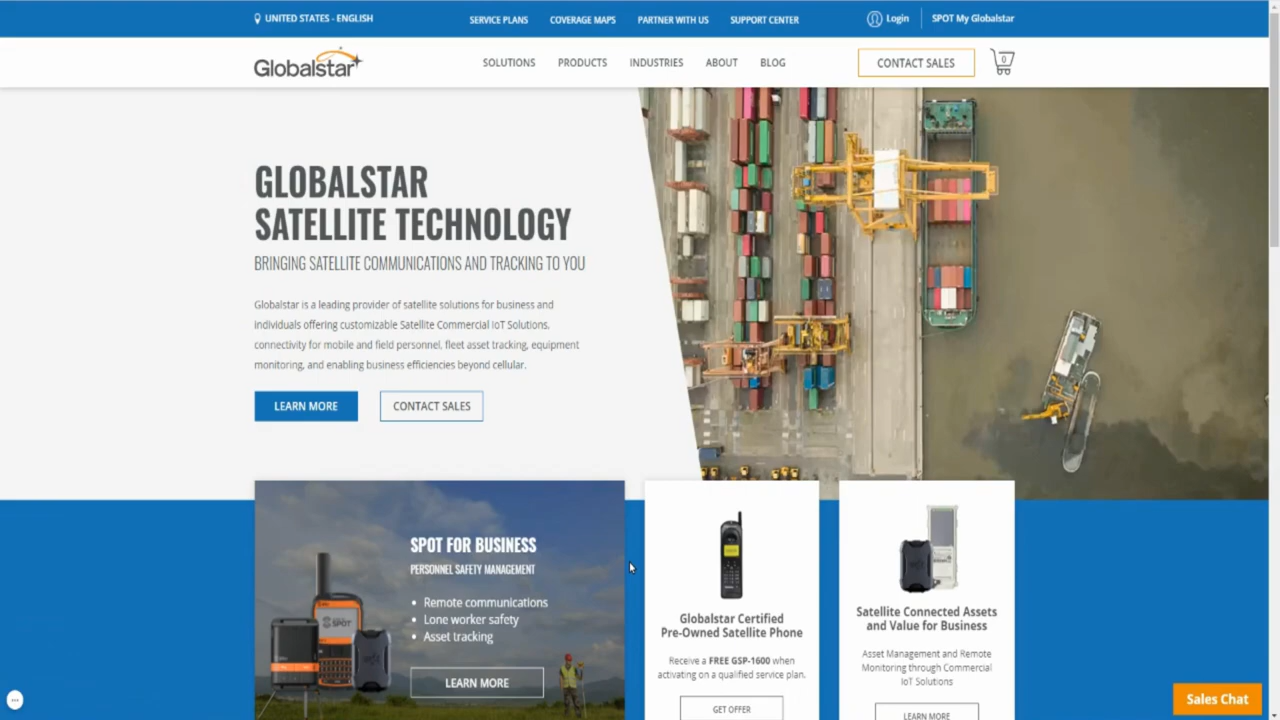 UNITED STATES - ENGLISH
SERVICE PLANS
COVERAGE MAPS
PARTNER WITH US
SUPPORT CENTER
Login
SPOT My Globalstar
Globalstar
SOLUTIONS
PRODUCTS
INDUSTRIES
ABOUT
BLOG
CONTACT SALES
0
GLOBALSTAR
SATELLITE TECHNOLOGY
BRINGING SATELLITE COMMUNICATIONS AND TRACKING TO YOU
Globalstar is a leading provider of satellite solutions for business and
individuals offering customizable Satellite Commercial IoT Solutions,
connectivity for mobile and field personnel, fleet asset tracking, equipment
monitoring, and enabling business efficiencies beyond cellular.
LEARN MORE
CONTACT SALES
SPOT FOR BUSINESS
PERSONNEL SAFETY MANAGEMENT
• Remote communications
• Lone worker safety
• Asset tracking
SPOT
LEARN MORE
Globalstar Certified
Pre-Owned Satellite Phone
Receive a FREE GSP-1600 when
activating on a qualified service plan.
GET OFFER
Satellite Connected Assets
and Value for Business
Asset Management and Remote
Monitoring through Commercial
IoT Solutions
LEARN MORE
Sales Chat